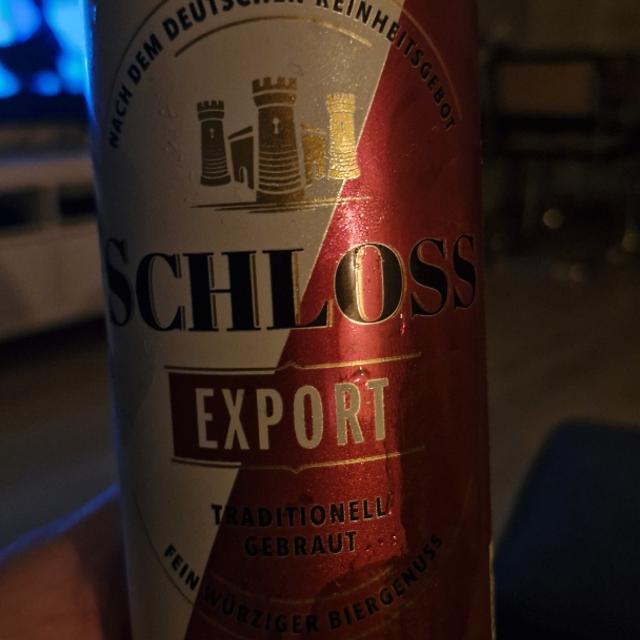 NACH DEM DEUTSCHEN REINHEITSGEBOT
SCHLOSS
EXPORT
TRADITIONELL
GEBRAUT...
FEIN WÜRZIGER BIERGENUSS